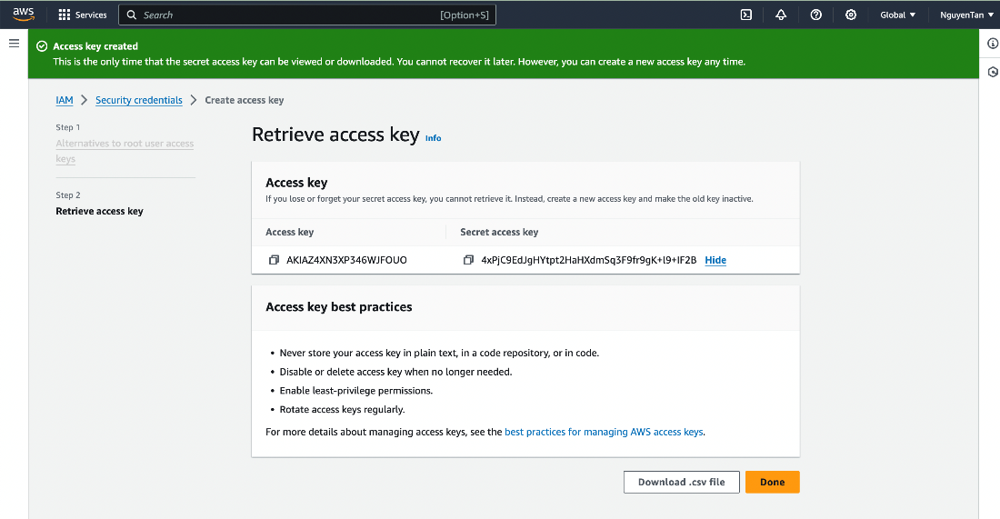 aws
Services
Search
[Option+S]
Global
NguyenTan
Access key created
This is the only time that the secret access key can be viewed or downloaded. You cannot recover it later. However, you can create a new access key any time.
IAM
Security credentials
Create access key
Step 1
Alternatives to root user access
keys
Step 2
Retrieve access key
Retrieve access key Info
Access key
If you lose or forget your secret access key, you cannot retrieve it. Instead, create a new access key and make the old key inactive.
Access key
Secret access key
AKIAZ4XN3XP346WJFOUO
Hide
Access key best practices
• Never store your access key in plain text, in a code repository, or in code.
• Disable or delete access key when no longer needed.
• Enable least-privilege permissions.
• Rotate access keys regularly.
For more details about managing access keys, see the best practices for managing AWS access keys.
Download .csv file
Done